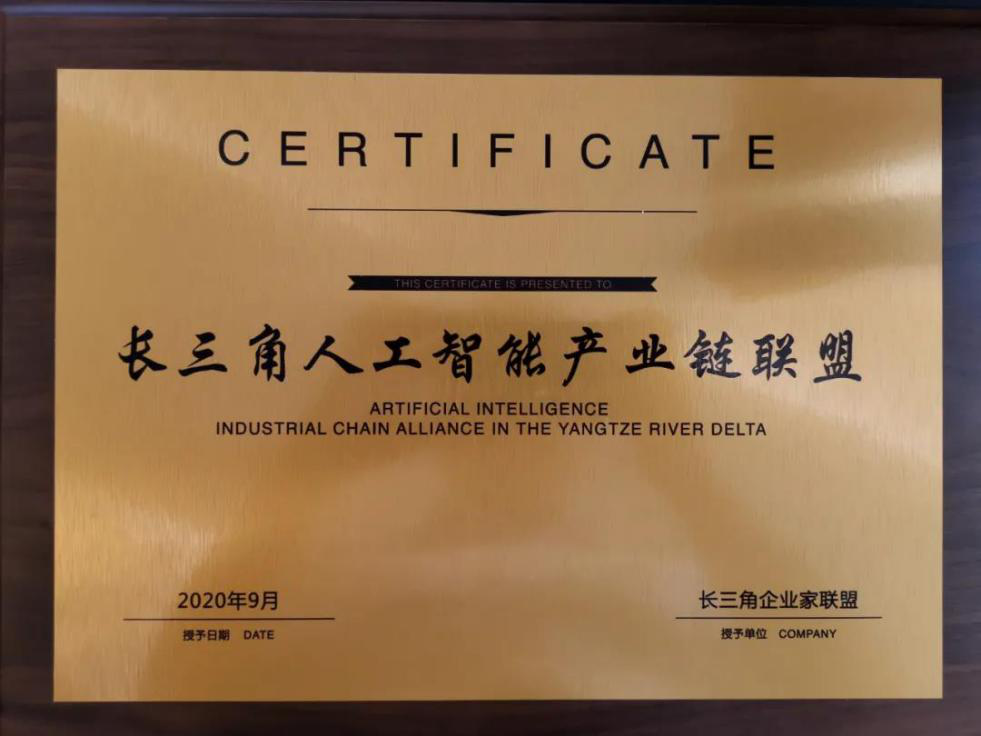 CERTIFICATE
THIS CERTIFICATE IS PRESENTED TO
长三角人工智能产业链联盟
ARTIFICIAL INTELLIGENCE
INDUSTRIAL CHAIN ALLIANCE IN THE YANGTZE RIVER DELTA
2020年9月
授予日期 DATE
长三角企业家联盟
授予单位 COMPANY